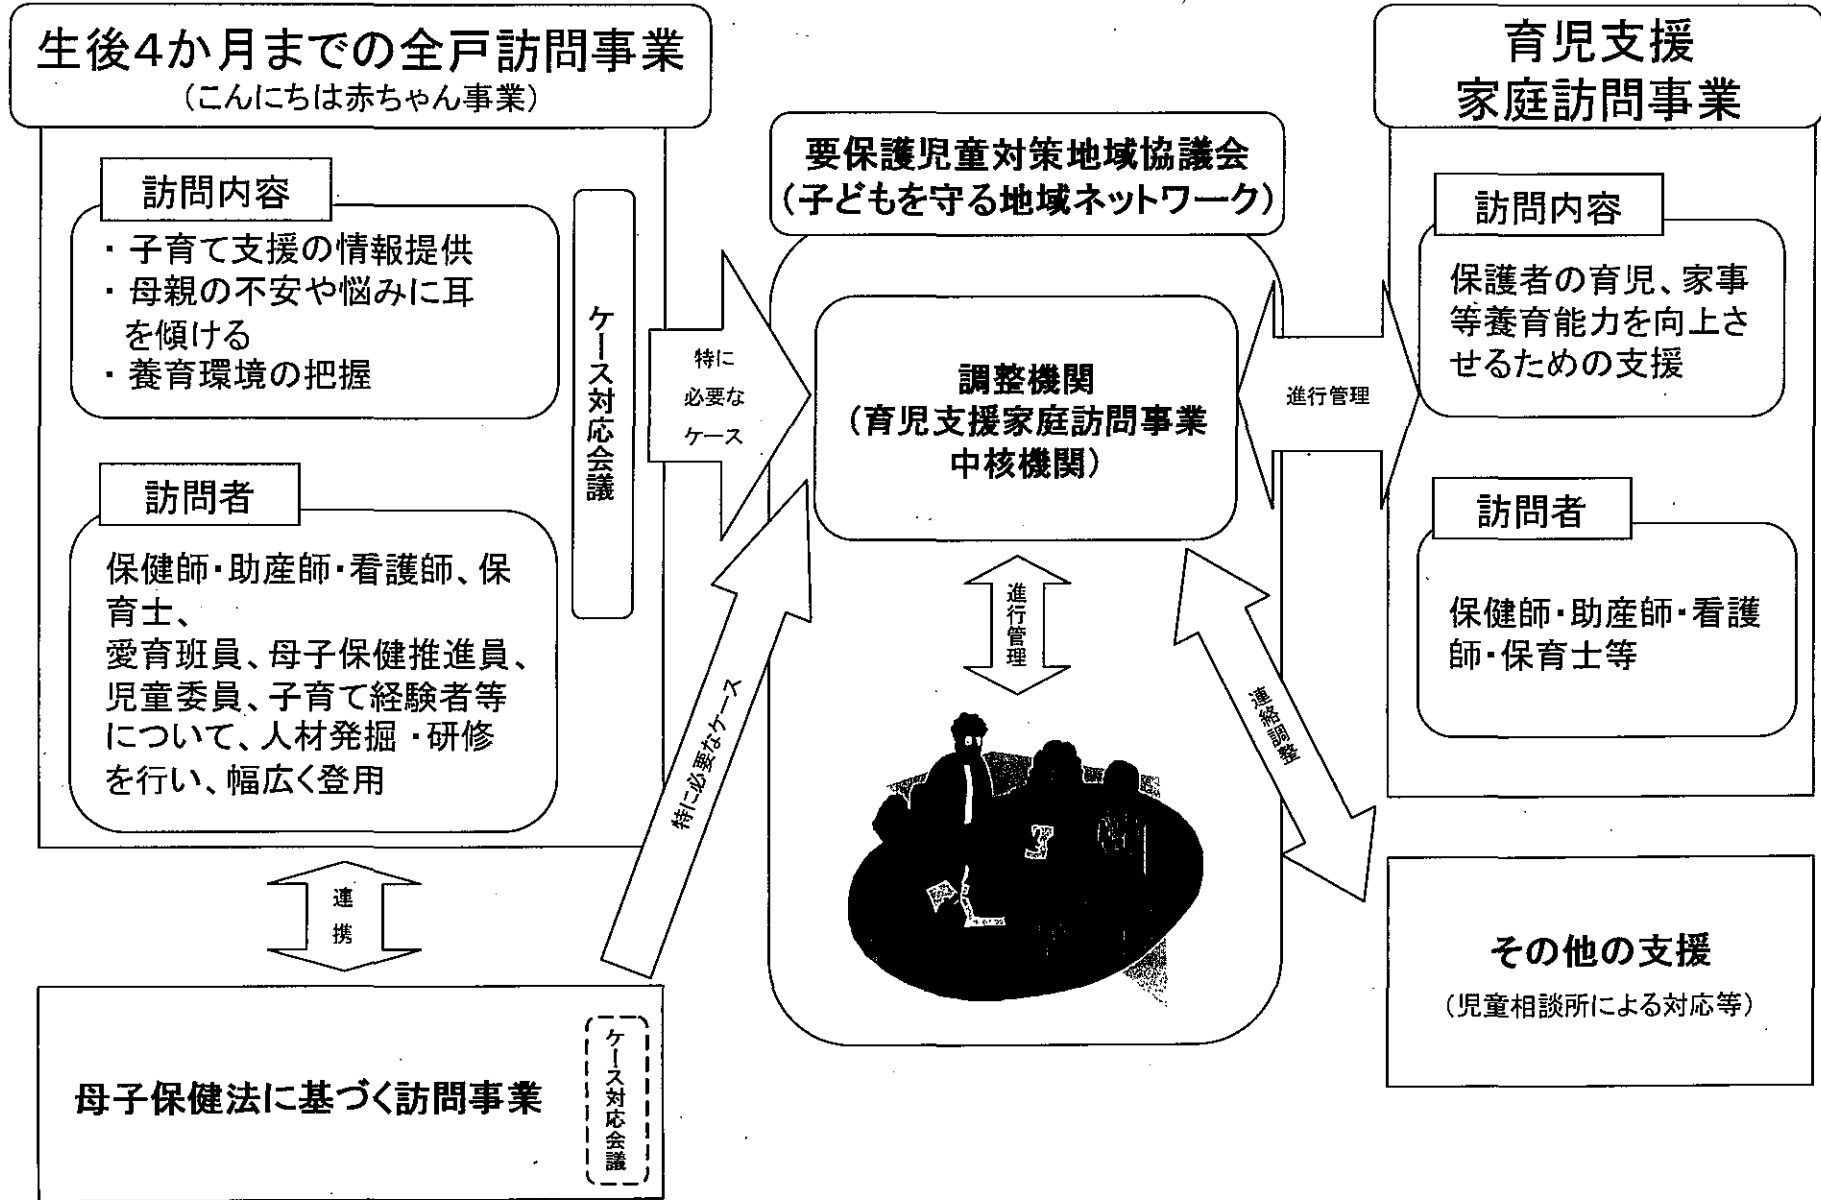 生後4か月までの全戸訪問事業
(こんにちは赤ちゃん事業)
訪問内容
・子育て支援の情報提供
・母親の不安や悩みに耳
を傾ける
・養育環境の把握
訪問者
保健師・助産師・看護師、保
育士、
愛育班員、母子保健推進員、
児童委員、子育て経験者等
について、人材発掘・研修
を行い、幅広く登用
ケース対応会議
特に
必要な
ケース
連
携
母子保健法に基づく訪問事業
ケース対応会議
特に必要なケース
要保護児童対策地域協議会
(子どもを守る地域ネットワーク)
調整機関
(育児支援家庭訪問事業
中核機関)
進行管理
進行管理
連絡調整
育児支援
家庭訪問事業
訪問内容
保護者の育児、家事
等養育能力を向上さ
せるための支援
訪問者
保健師・助産師・看護
師・保育士等
その他の支援
(児童相談所による対応等)